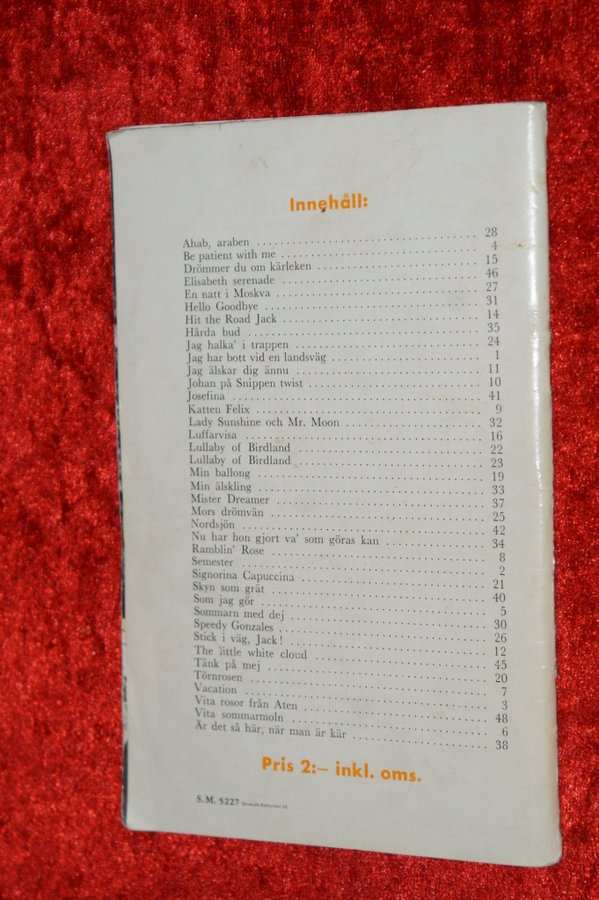 Innehåll:
Ahab, araben 28
Be patient with me 4
Drömmer du om kärleken 15
Elisabeth serenade 46
En natt i Moskva 27
Hello Goodbye 31
Hit the Road Jack 14
Hårda bud 35
Jag halka' i trappen 24
Jag har bott vid en landsväg 1
Jag älskar dig ännu 11
Johan på Snippen twist 10
Josefina 41
Katten Felix 9
Lady Sunshine och Mr. Moon 32
Luffarvisa 16
Lullaby of Birdland 22
Lullaby of Birdland 23
Min ballong 19
Min älskling 33
Mister Dreamer 37
Mors drömvän 25
Nordsjön 42
Nu har hon gjort va' som göras kan 34
Ramblin' Rose 8
Semester 2
Signorina Capuccina 21
Skyn som grät 40
Som jag gör 5
Sommarn med dej 30
Speedy Gonzales 26
Stick i väg, Jack! 12
The little white cloud 45
Tänk på mej 20
Törnrosen 7
Vacation 3
Vita rosor från Aten 48
Vita sommarmoln 6
Är det så här, när man är kär 38
Pris 2:– inkl. oms.
S.M. 5227